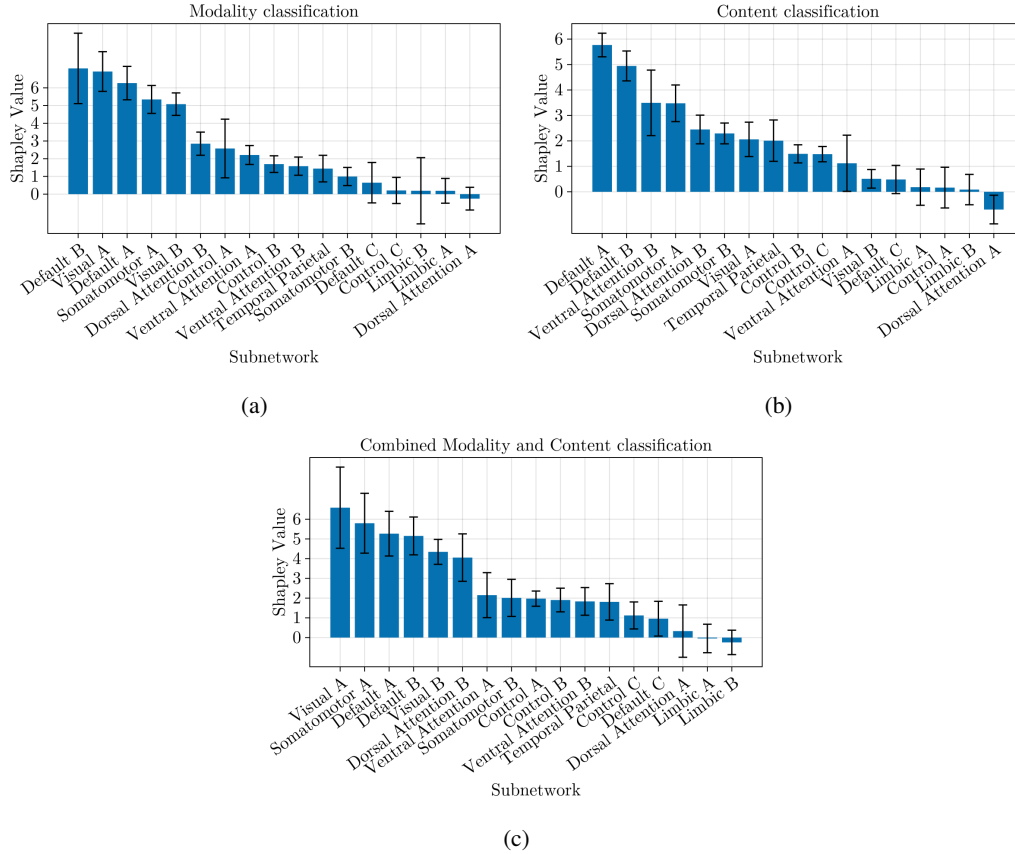 Modality classification
Shapley Value
6
5
4
3
2
1
0
Default B
Visual A
Default A
Somatomotor A
Visual B
Dorsal Attention B
Control A
Ventral Attention A
Control B
Ventral Attention B
Temporal Parietal
Somatomotor B
Default C
Control C
Limbic B
Limbic A
Dorsal Attention A
Subnetwork
(a)
Content classification
Shapley Value
6
5
4
3
2
1
0
Default A
Default B
Ventral Attention B
Somatomotor A
Dorsal Attention B
Somatomotor B
Visual A
Temporal Parietal
Control B
Control C
Ventral Attention A
Visual B
Default C
Limbic A
Control A
Limbic B
Dorsal Attention A
Subnetwork
(b)
Combined Modality and Content classification
Shapley Value
6
5
4
3
2
1
0
Visual A
Somatomotor A
Default A
Default B
Visual B
Dorsal Attention B
Ventral Attention A
Somatomotor B
Control A
Control B
Ventral Attention B
Temporal Parietal
Control C
Default C
Dorsal Attention A
Limbic A
Limbic B
Subnetwork
(c)